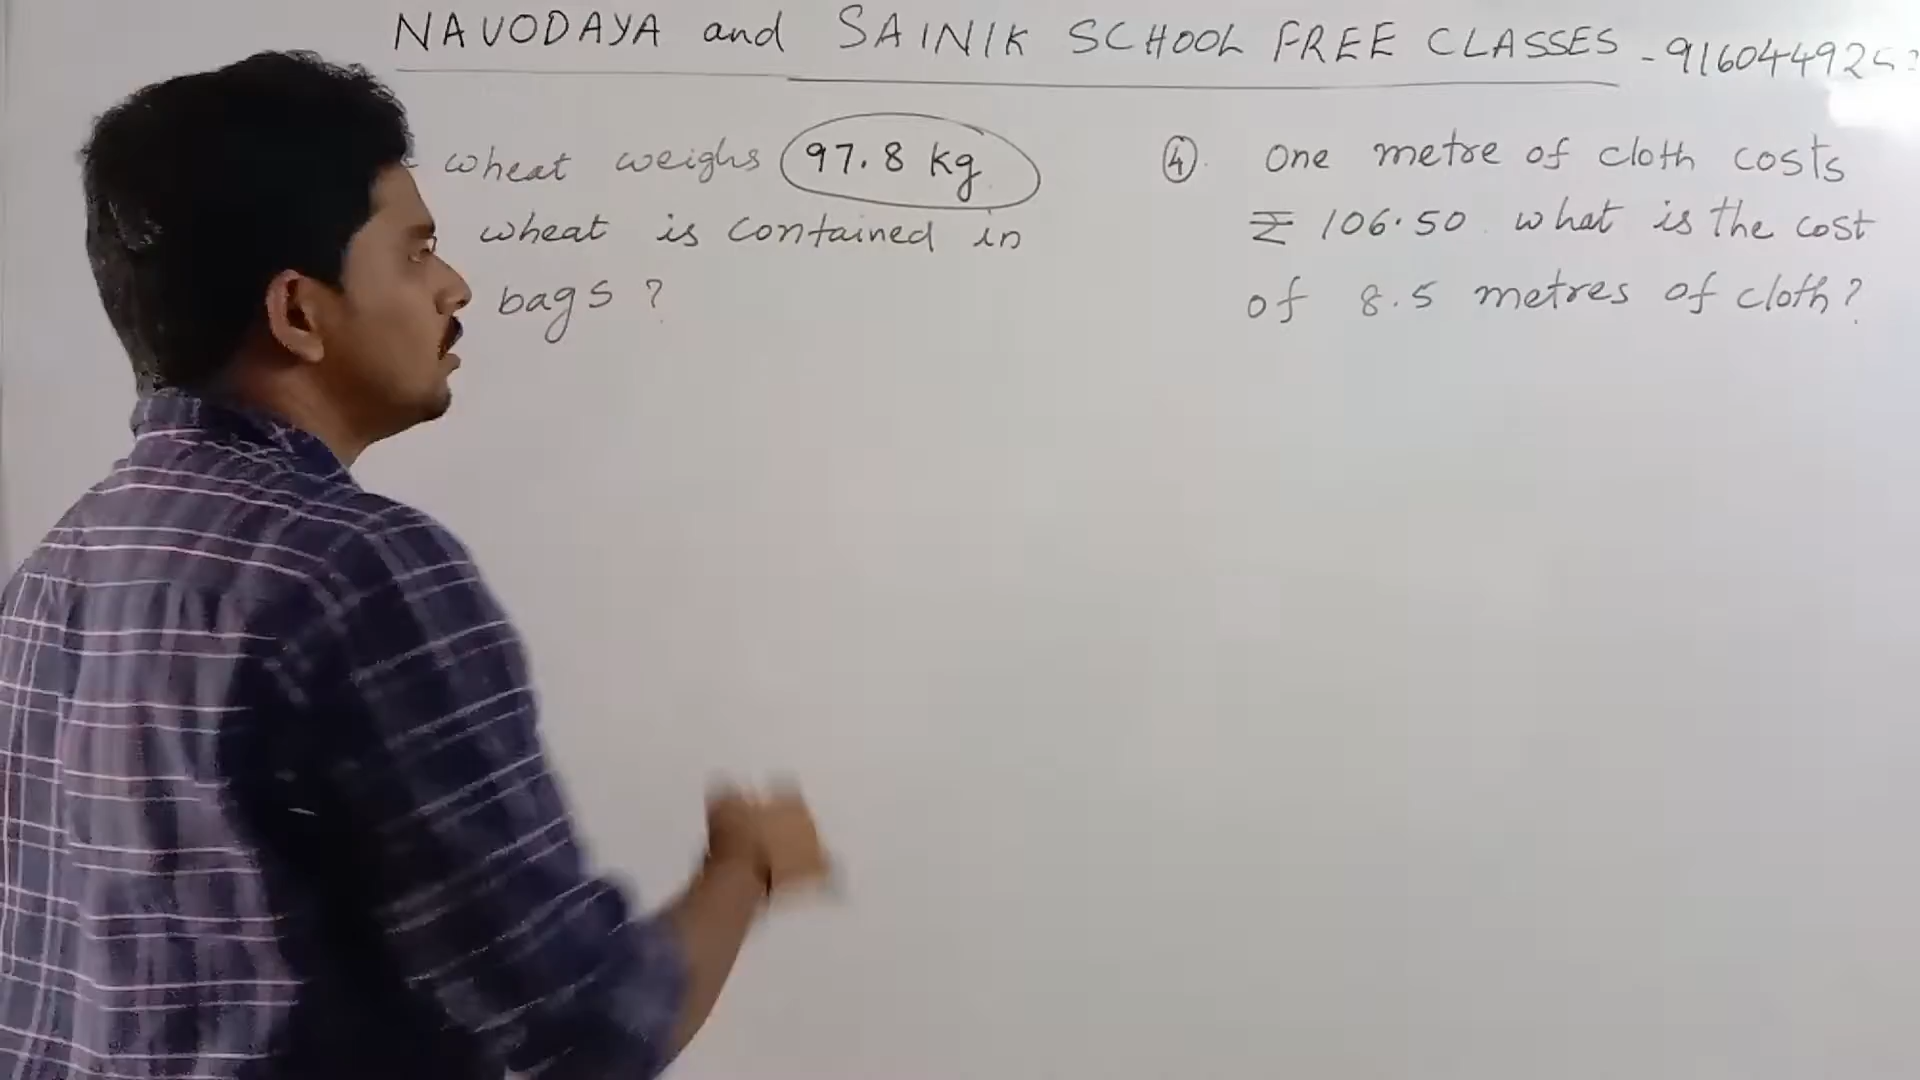 NAVODAYA and SAINIK SCHOOL FREE CLASSES - 916044925
wheat weighs 97.8 kg
wheat is contained in
bags ?
④. One metre of cloth costs
₹ 106.50 what is the cost
of 8.5 metres of cloth?